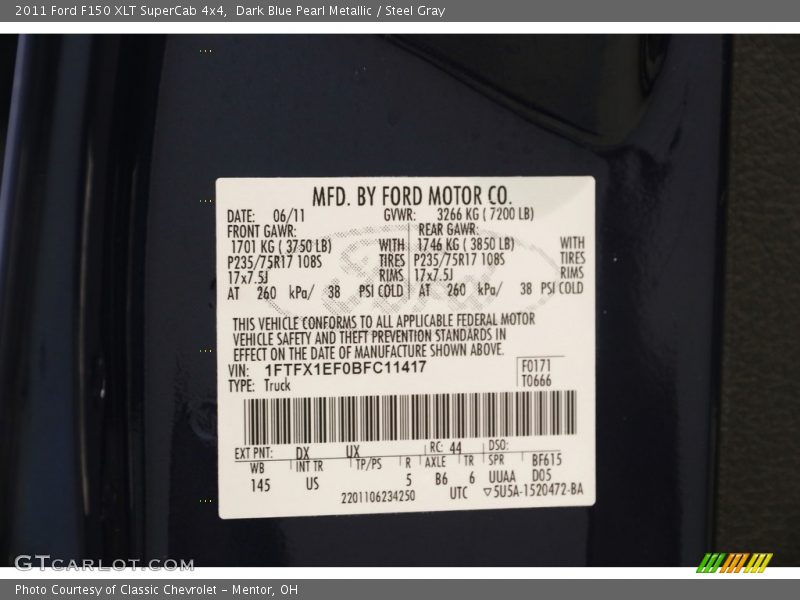 2011 Ford F150 XLT SuperCab 4x4, Dark Blue Pearl Metallic / Steel Gray
MFD. BY FORD MOTOR CO.
DATE: 06/11 GVWR: 3266 KG ( 7200 LB)
FRONT GAWR: REAR GAWR:
1701 KG ( 3750 LB) WITH 1746 KG ( 3850 LB) WITH
P235/75R17 108S TIRES P235/75R17 108S TIRES
17x7.5J RIMS 17x7.5J RIMS
AT 260 kPa/ 38 PSI COLD AT 260 kPa/ 38 PSI COLD
THIS VEHICLE CONFORMS TO ALL APPLICABLE FEDERAL MOTOR
VEHICLE SAFETY AND THEFT PREVENTION STANDARDS IN
EFFECT ON THE DATE OF MANUFACTURE SHOWN ABOVE.
VIN: 1FTFX1EF0BFC11417 F0171
TYPE: Truck T0666
EXT PNT: DX UX RC: 44 DSO:
WB INT TR TP/PS R AXLE TR SPR BF615
145 US 5 B6 6 UUAA D05
2201106234250 UTC ▽5U5A-1520472-BA
GTCARLOT.COM
Photo Courtesy of Classic Chevrolet - Mentor, OH